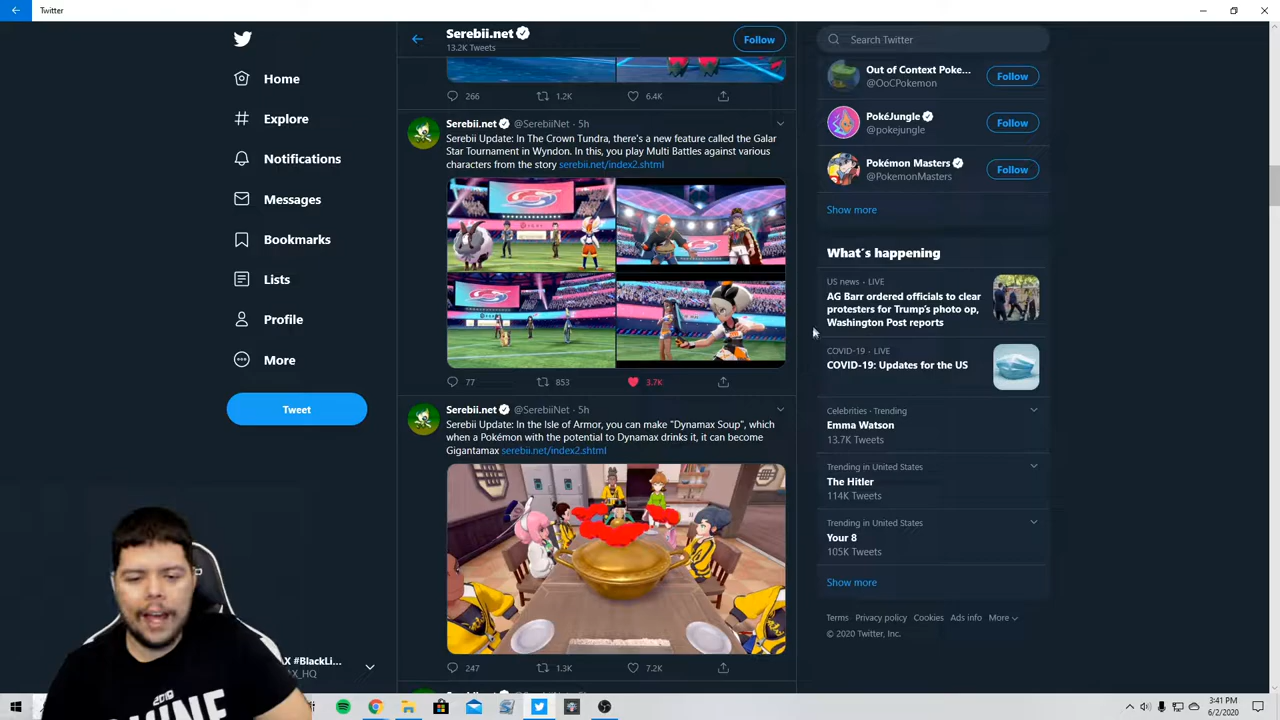 Twitter
Serebii.net
13.2K Tweets
Follow
Search Twitter
Home
Explore
Notifications
Messages
Bookmarks
Lists
Profile
More
Tweet
X #BlackLi...
X_HQ
266
1.2K
6.4K
Serebii.net @SerebiiNet · 5h
Serebii Update: In The Crown Tundra, there's a new feature called the Galar
Star Tournament in Wyndon. In this, you play Multi Battles against various
characters from the story serebii.net/index2.shtml
77
853
3.7K
Serebii.net @SerebiiNet · 5h
Serebii Update: In the Isle of Armor, you can make "Dynamax Soup", which
when a Pokémon with the potential to Dynamax drinks it, it can become
Gigantamax serebii.net/index2.shtml
247
1.3K
7.2K
Out of Context Poke...
@OoCPokemon
Follow
PokéJungle
@pokejungle
Follow
Pokémon Masters
@PokemonMasters
Follow
Show more
What's happening
US news · LIVE
AG Barr ordered officials to clear
protesters for Trump's photo op,
Washington Post reports
COVID-19 · LIVE
COVID-19: Updates for the US
Celebrities · Trending
Emma Watson
13.7K Tweets
Trending in United States
The Hitler
114K Tweets
Trending in United States
Your 8
105K Tweets
Show more
Terms Privacy policy Cookies Ads info More
© 2020 Twitter, Inc.
3:41 PM
6/2/2020